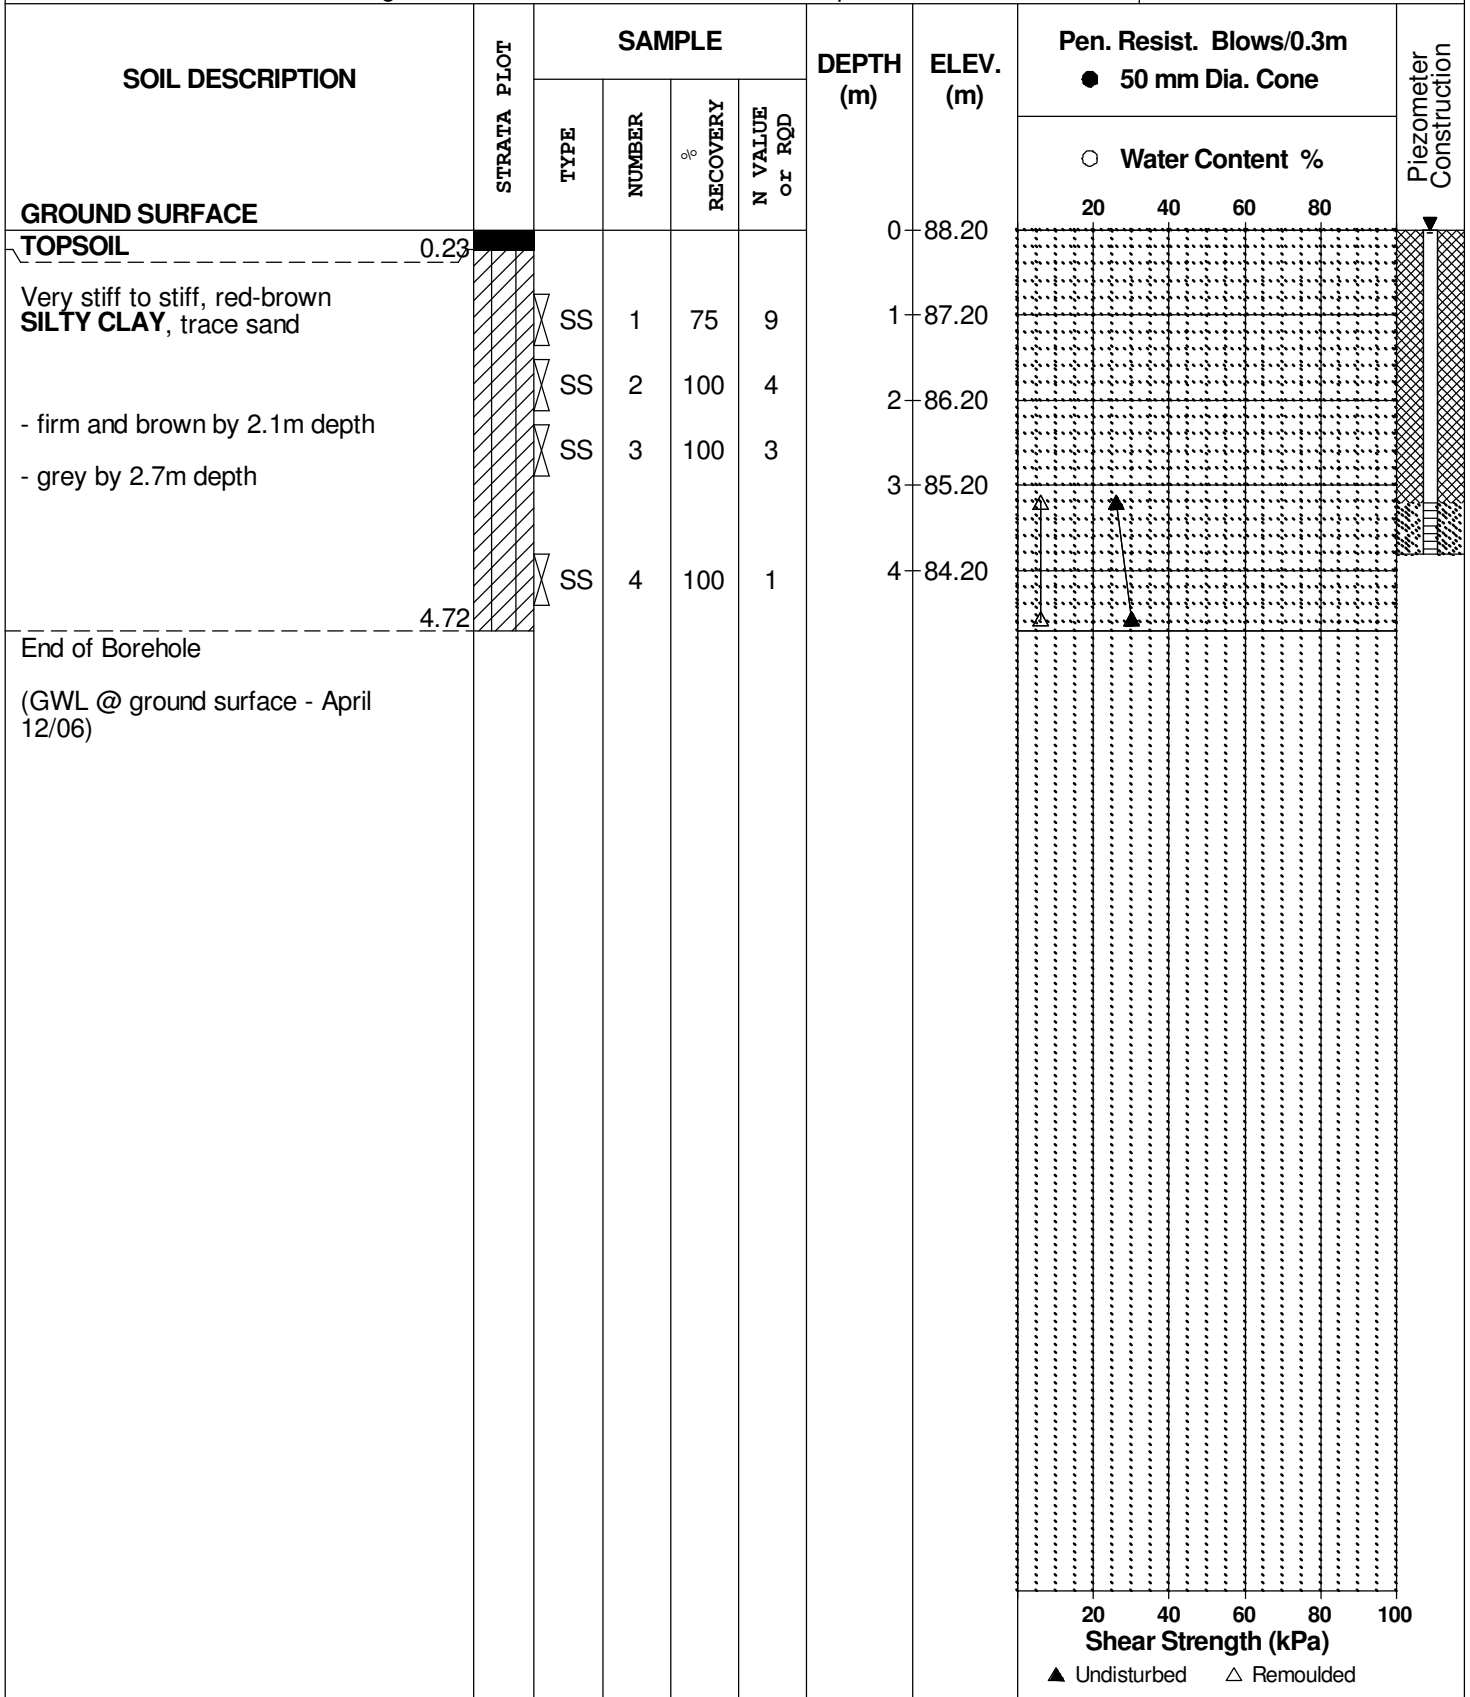 SOIL DESCRIPTION
STRATA PLOT
SAMPLE
TYPE
NUMBER
%
RECOVERY
N VALUE
or RQD
DEPTH
(m)
ELEV.
(m)
Pen. Resist. Blows/0.3m
● 50 mm Dia. Cone
○ Water Content %
Piezometer
Construction
20 40 60 80
GROUND SURFACE
0 88.20
TOPSOIL 0.23
Very stiff to stiff, red-brown
SILTY CLAY, trace sand
SS 1 75 9
1 87.20
SS 2 100 4
2 86.20
- firm and brown by 2.1m depth
SS 3 100 3
- grey by 2.7m depth
3 85.20
SS 4 100 1
4 84.20
4.72
End of Borehole
(GWL @ ground surface - April
12/06)
20 40 60 80 100
Shear Strength (kPa)
▲ Undisturbed △ Remoulded